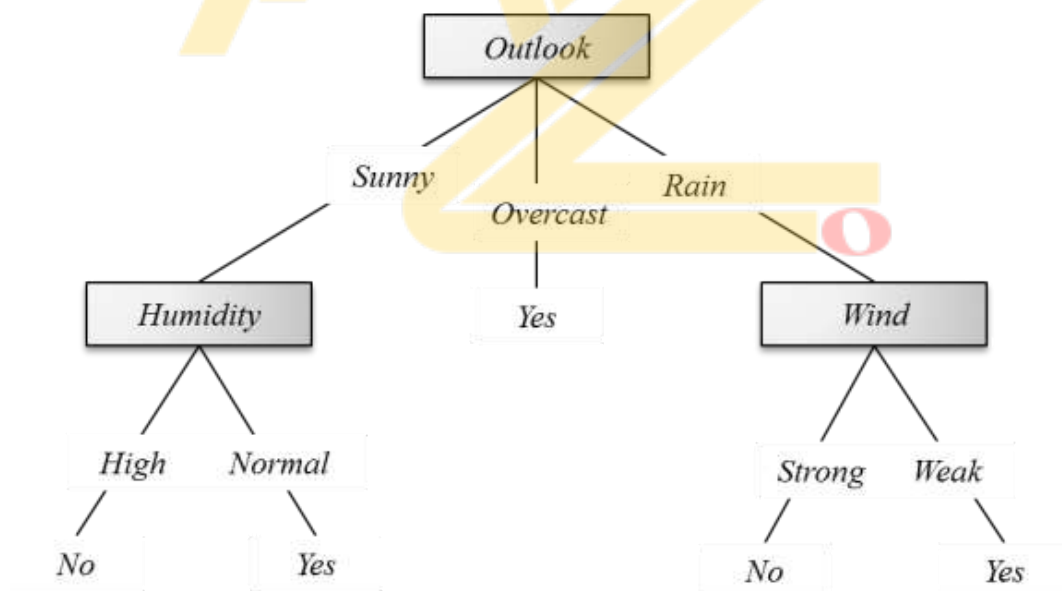 Outlook
Sunny
Overcast
Rain
Humidity
Yes
Wind
High
Normal
Strong
Weak
No
Yes
No
Yes